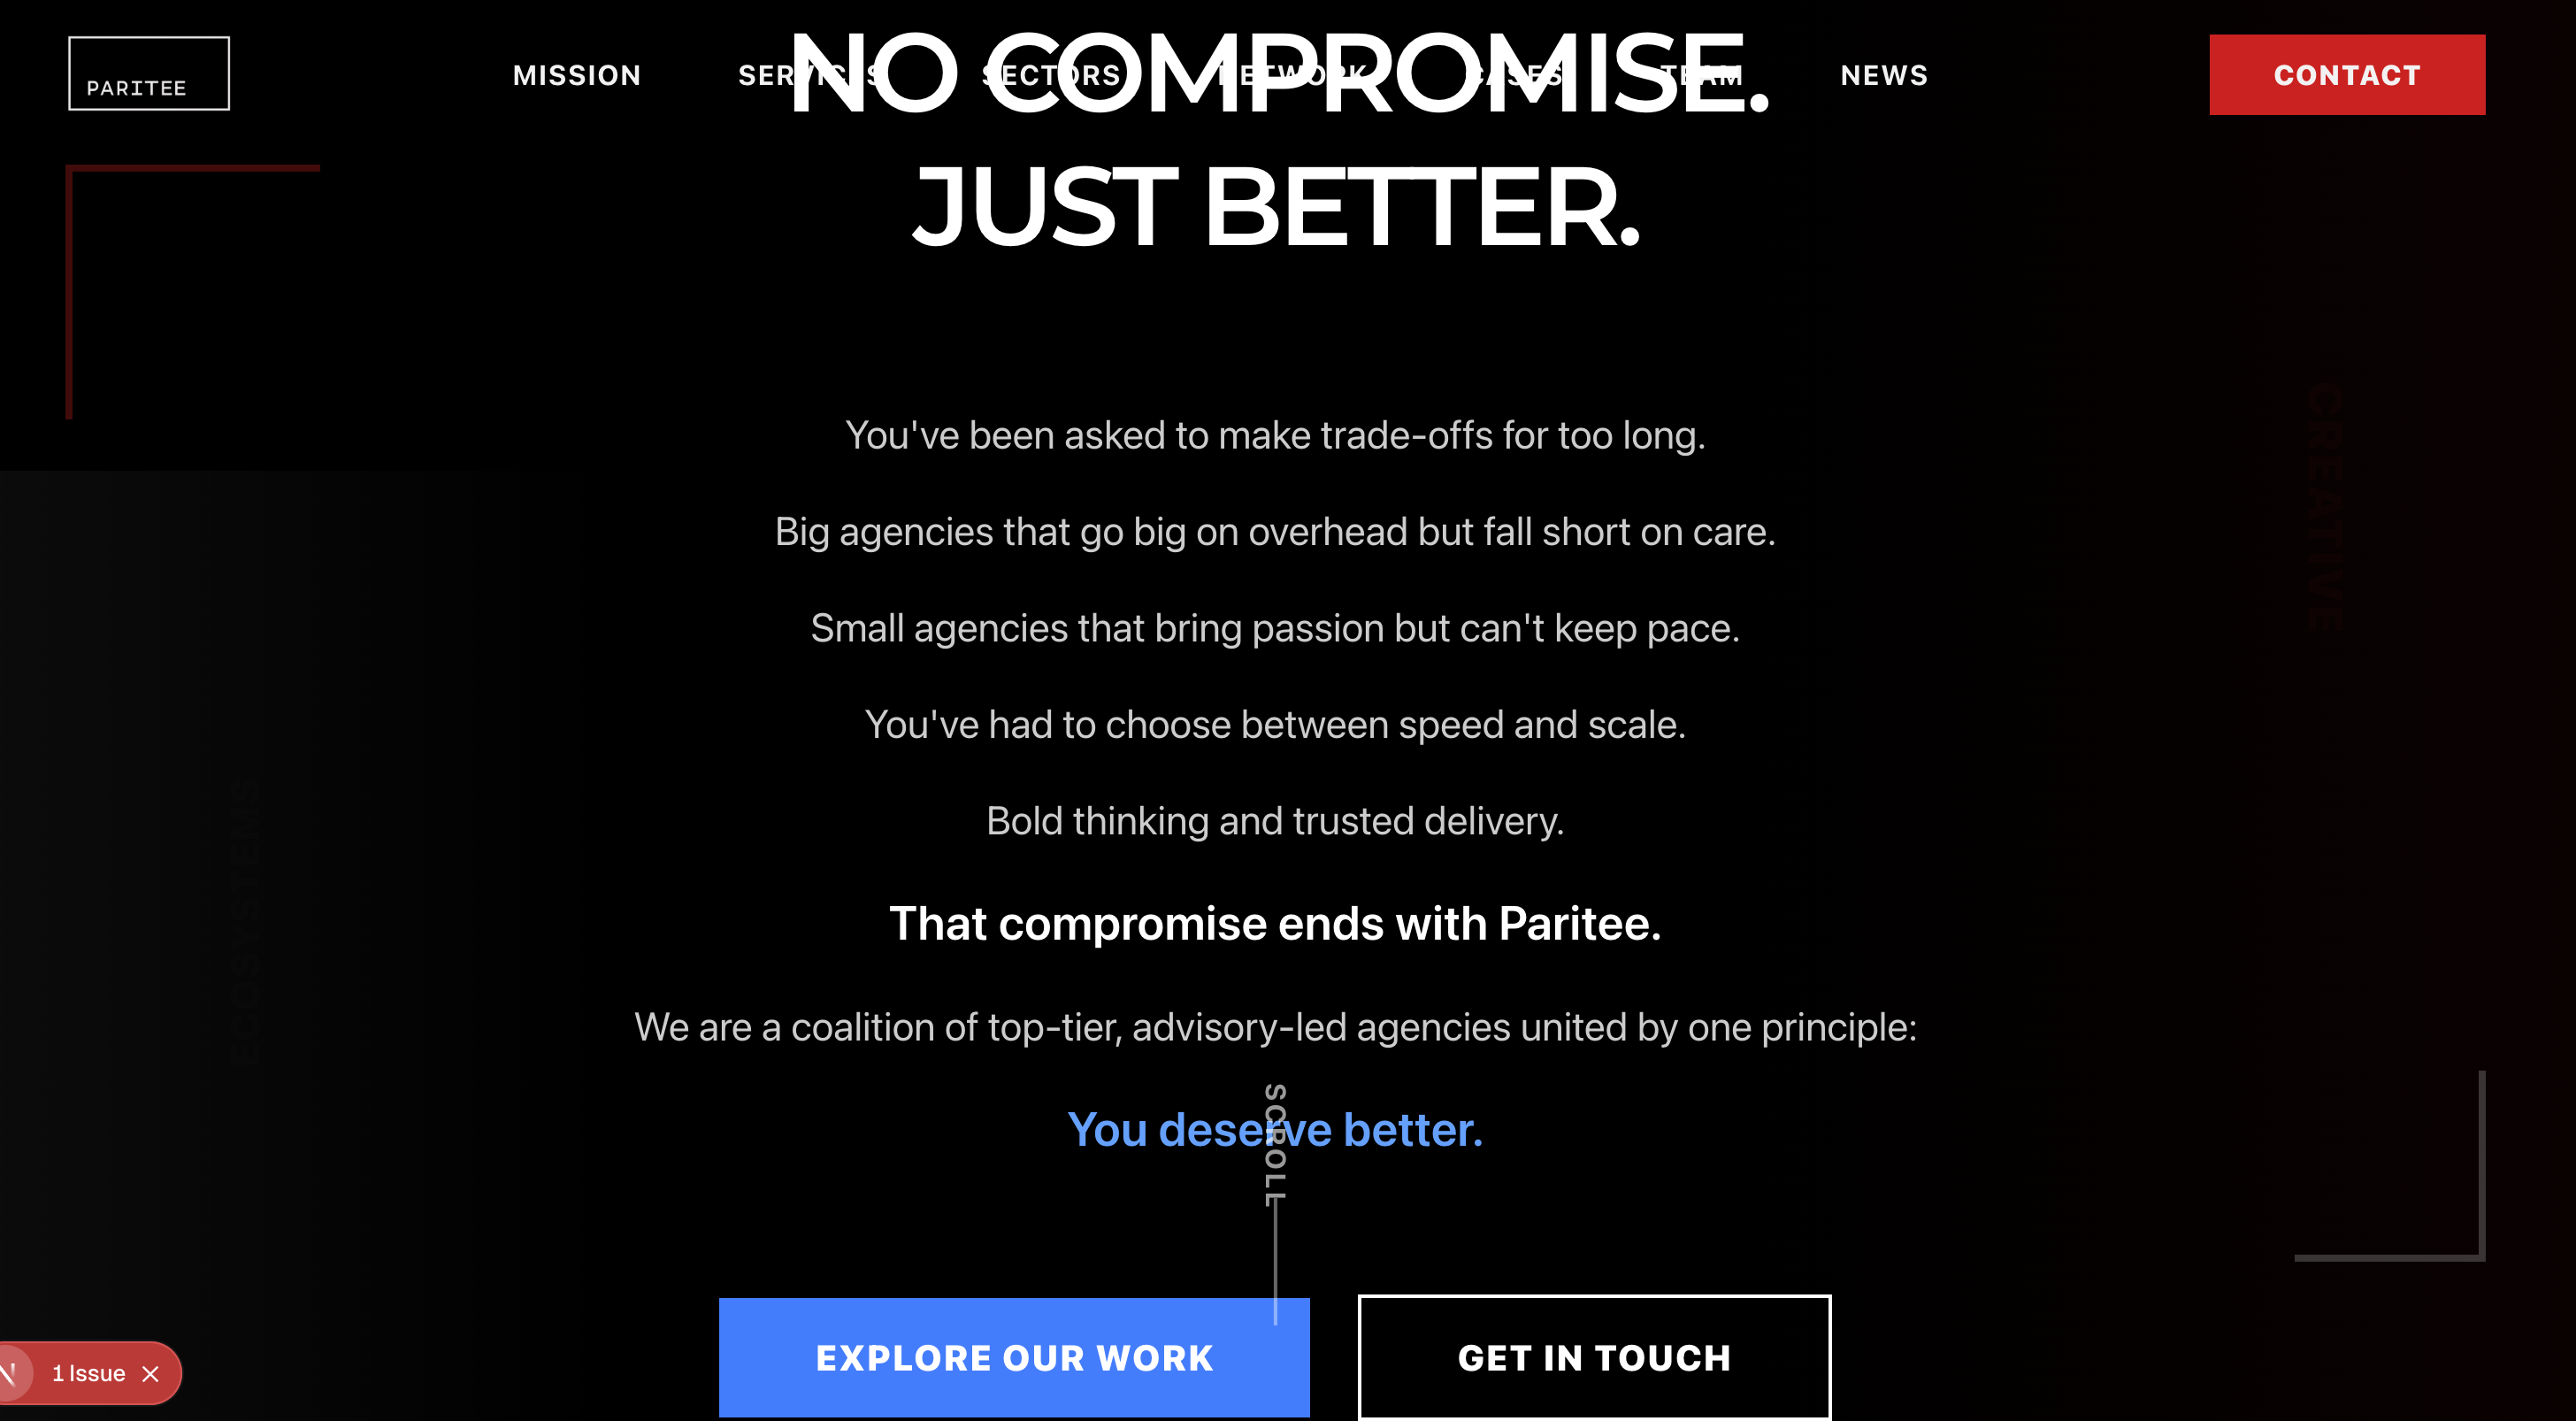 PARITEE
MISSION
SERVICES
SECTORS
NETWORK
CASES
TEAM
NEWS
CONTACT
NO COMPROMISE.
JUST BETTER.
You've been asked to make trade-offs for too long.
Big agencies that go big on overhead but fall short on care.
Small agencies that bring passion but can't keep pace.
You've had to choose between speed and scale.
Bold thinking and trusted delivery.
That compromise ends with Paritee.
We are a coalition of top-tier, advisory-led agencies united by one principle:
You deserve better.
SCROLL
EXPLORE OUR WORK
GET IN TOUCH
CREATIVE
ECOSYSTEMS
1 Issue